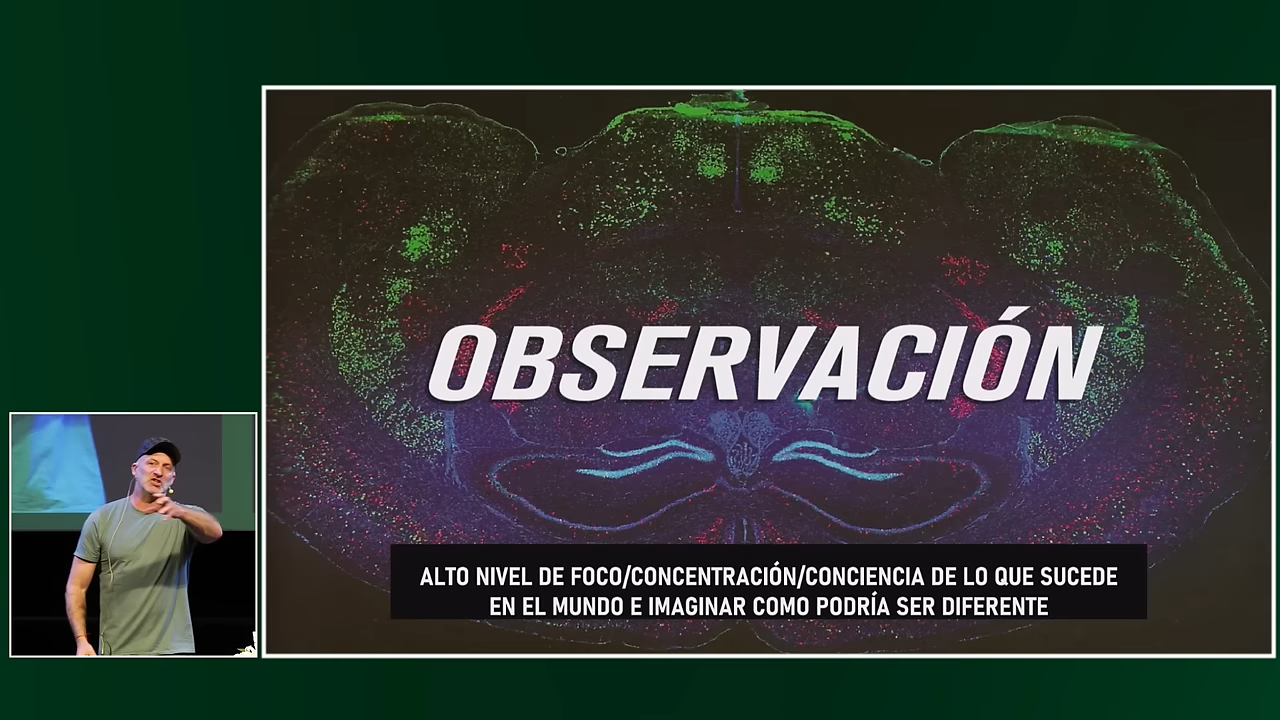 OBSERVACIÓN
ALTO NIVEL DE FOCO/CONCENTRACIÓN/CONCIENCIA DE LO QUE SUCEDE
EN EL MUNDO E IMAGINAR COMO PODRÍA SER DIFERENTE